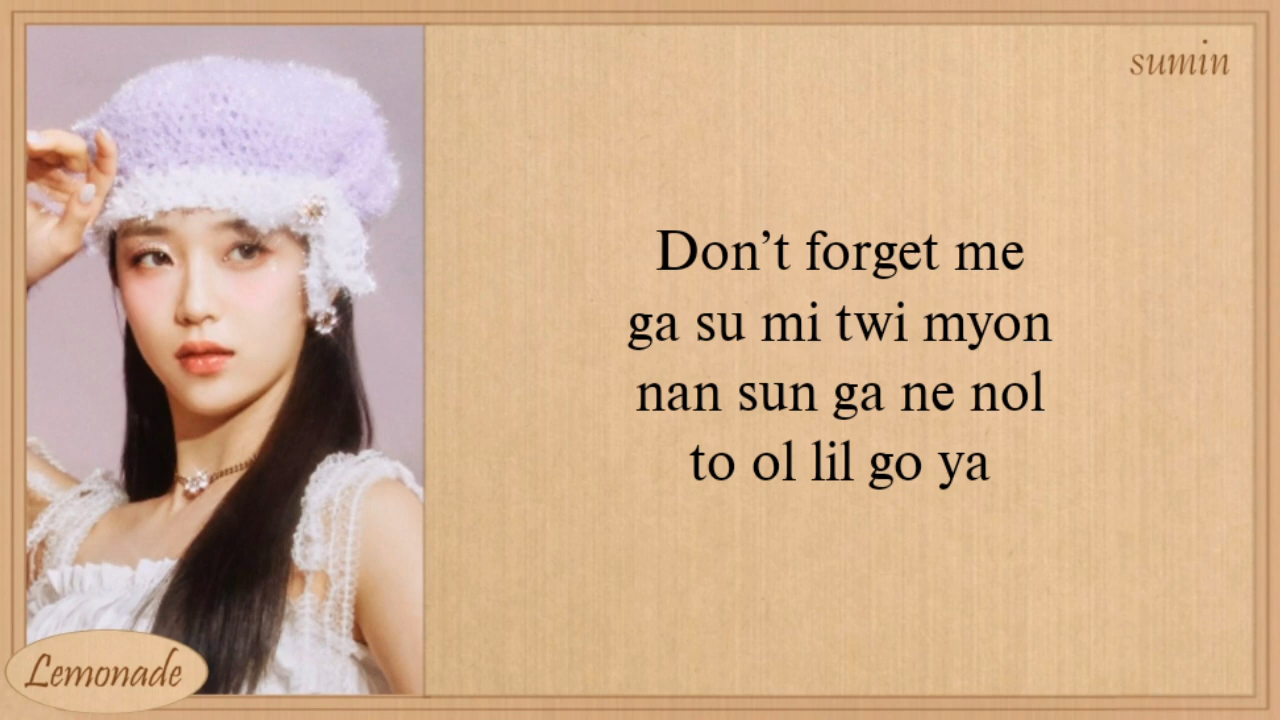 sumin
Don’t forget me
ga su mi twi myon
nan sun ga ne nol
to ol lil go ya
Lemonade